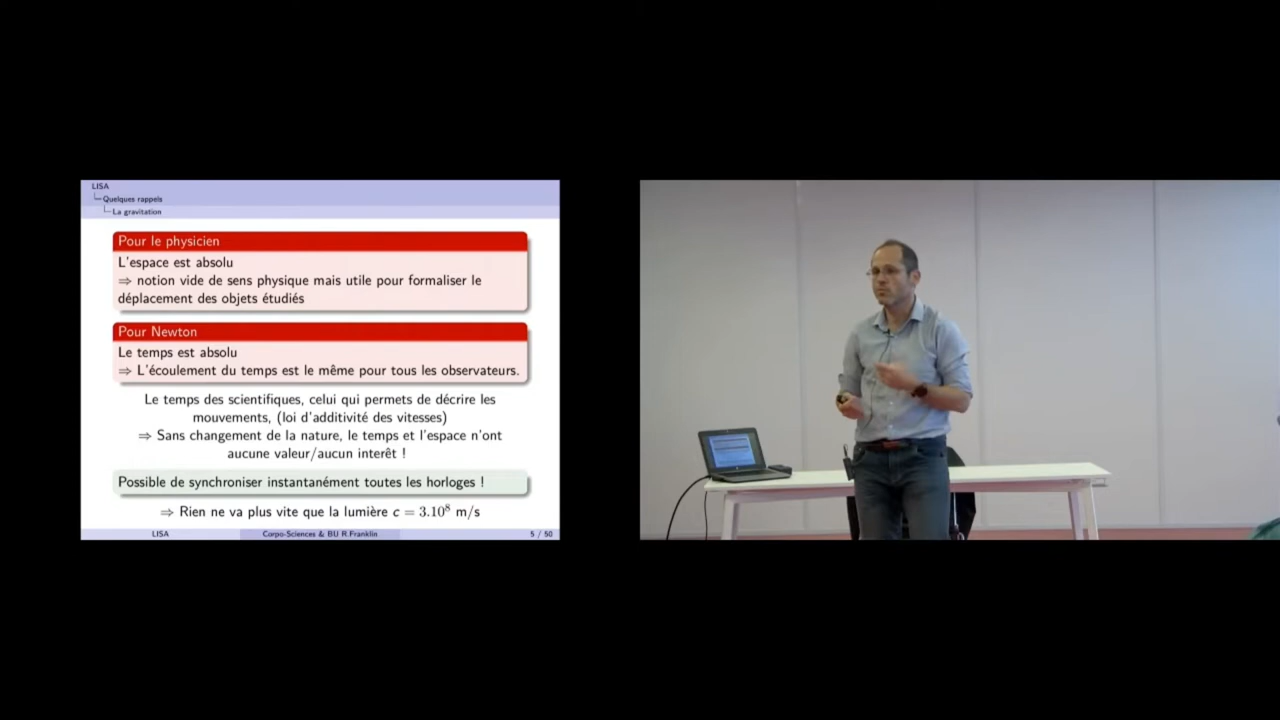 LISA
Quelques rappels
La gravitation
Pour le physicien
L'espace est absolu
⇒ notion vide de sens physique mais utile pour formaliser le
déplacement des objets étudiés
Pour Newton
Le temps est absolu
⇒ L'écoulement du temps est le même pour tous les observateurs.
Le temps des scientifiques, celui qui permets de décrire les
mouvements, (loi d'additivité des vitesses)
⇒ Sans changement de la nature, le temps et l'espace n'ont
aucune valeur/aucun interêt !
Possible de synchroniser instantanément toutes les horloges !
⇒ Rien ne va plus vite que la lumière c = 3.10⁸ m/s
LISA Corpo-Sciences & BU R.Franklin 5 / 50